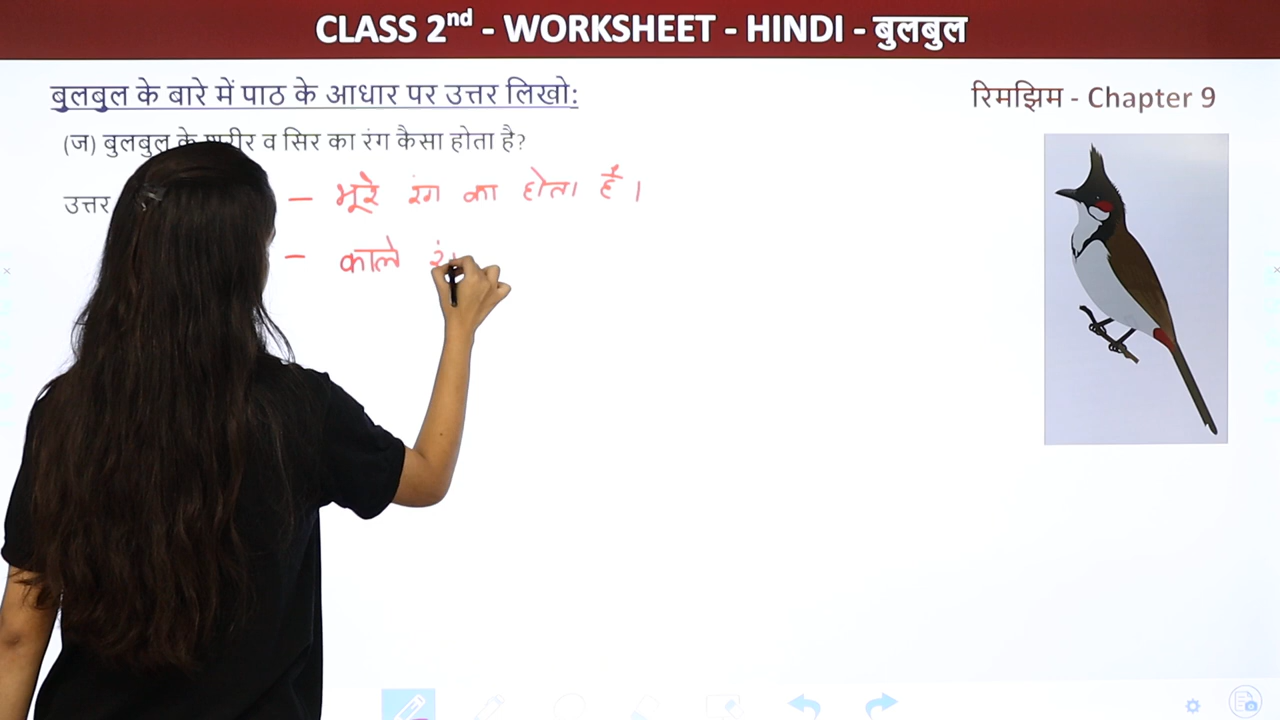 CLASS 2nd - WORKSHEET - HINDI - बुलबुल
बुलबुल के बारे में पाठ के आधार पर उत्तर लिखो:
रिमझिम - Chapter 9
(ज) बुलबुल के शरीर व सिर का रंग कैसा होता है?
उत्तर
- भूरे रंग का होता है।
- काले रं